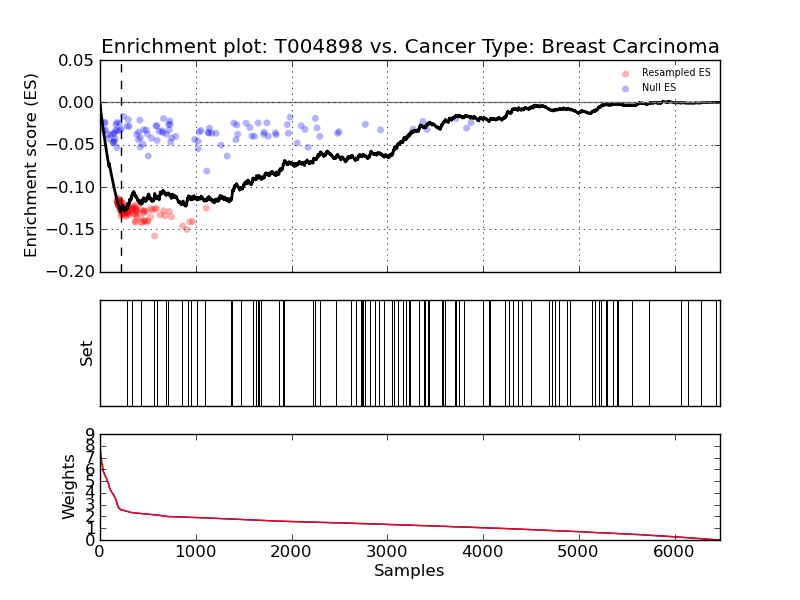 Enrichment plot: T004898 vs. Cancer Type: Breast Carcinoma
0.05
0.00
−0.05
−0.10
−0.15
−0.20
Enrichment score (ES)
Resampled ES
Null ES
Set
9
8
7
6
5
4
3
2
1
0
Weights
0 1000 2000 3000 4000 5000 6000
Samples